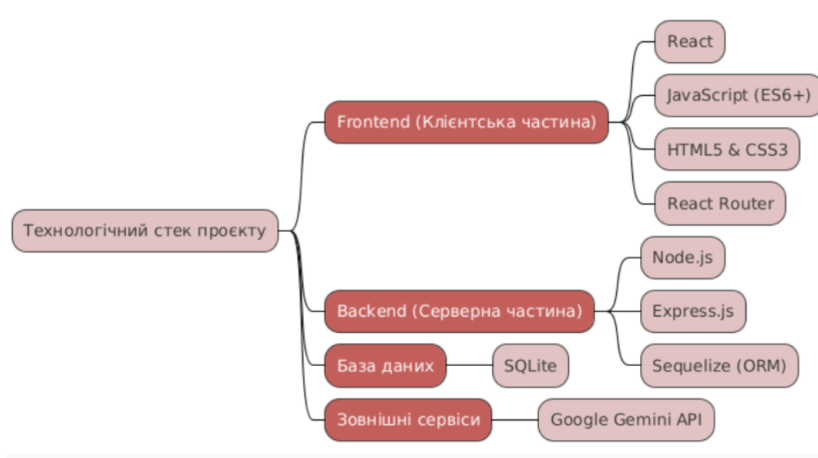 Технологічний стек проєкту
Frontend (Клієнтська частина)
React
JavaScript (ES6+)
HTML5 & CSS3
React Router
Backend (Серверна частина)
Node.js
Express.js
Sequelize (ORM)
База даних
SQLite
Зовнішні сервіси
Google Gemini API